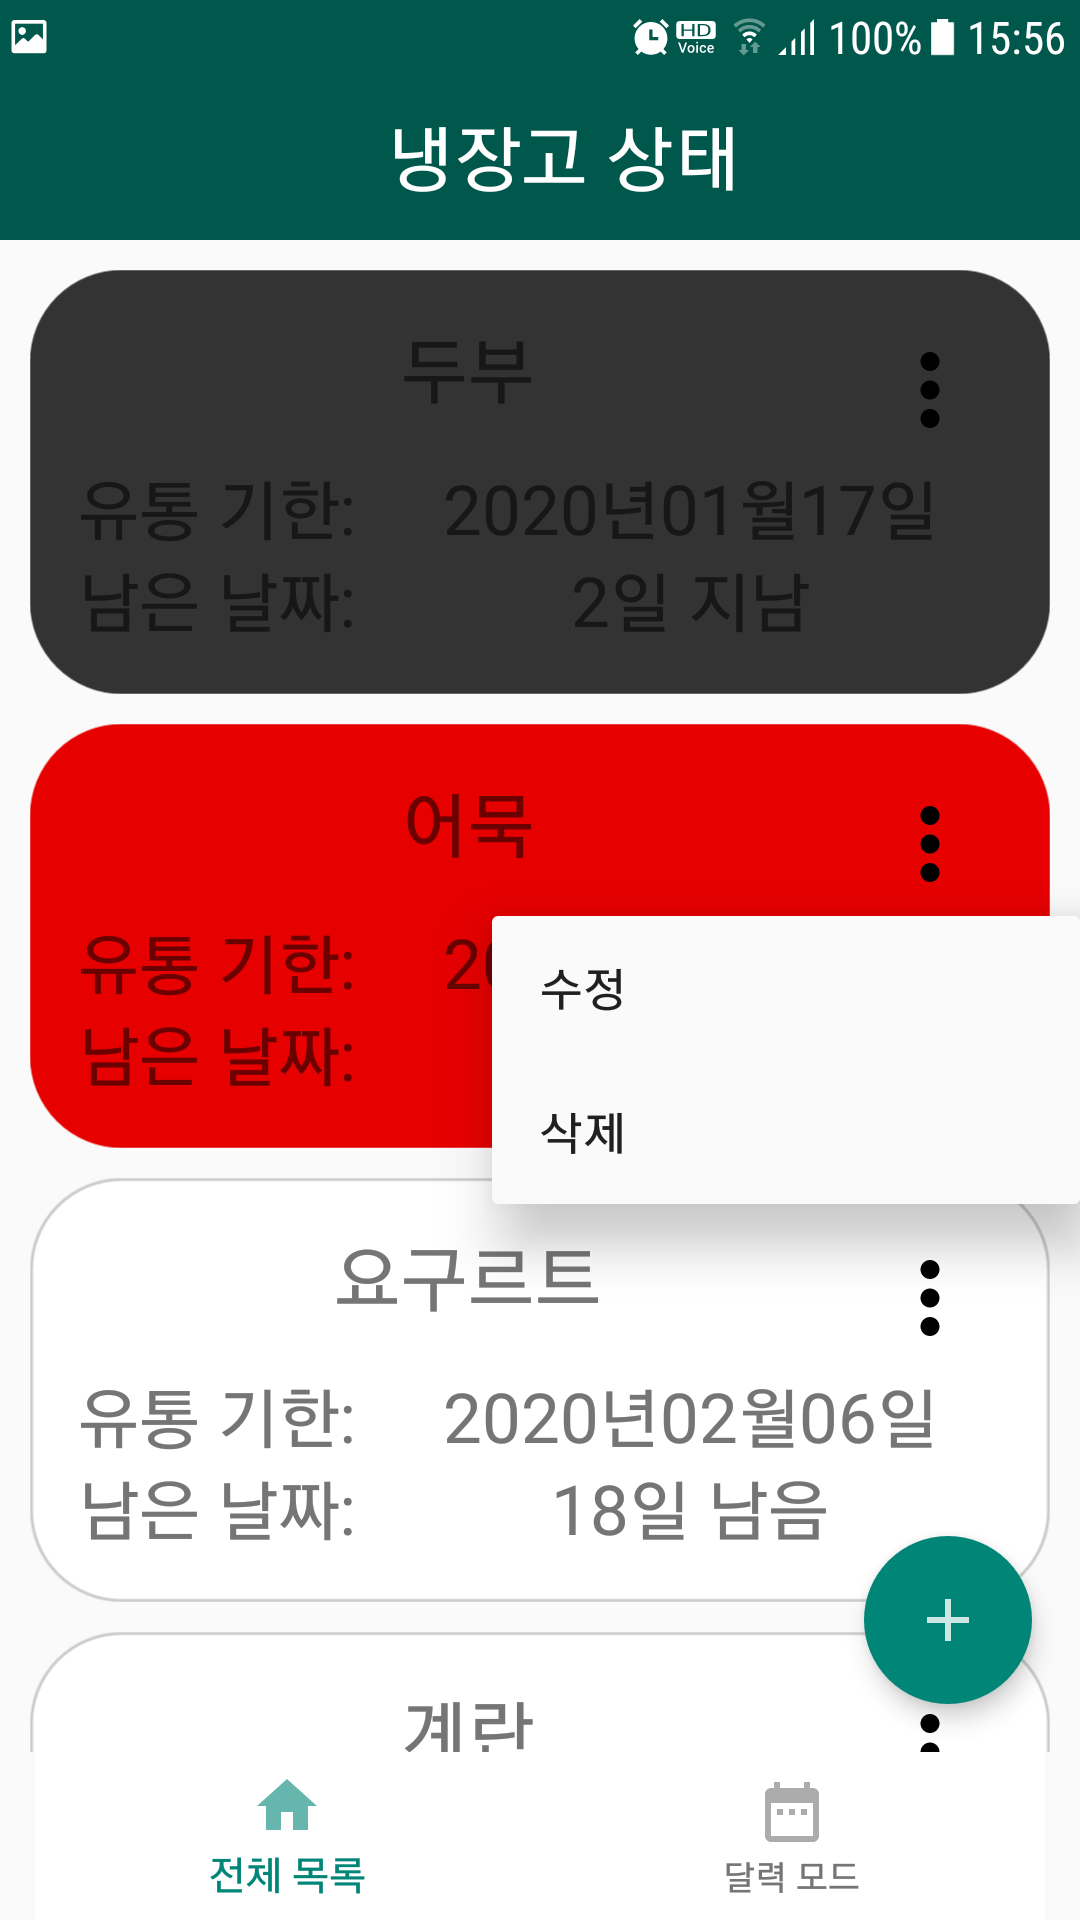 HD Voice 100% 15:56
냉장고 상태
두부
유통 기한: 2020년01월17일
남은 날짜: 2일 지남
어묵
유통 기한: 20
남은 날짜:
수정
삭제
요구르트
유통 기한: 2020년02월06일
남은 날짜: 18일 남음
계란
전체 목록
달력 모드